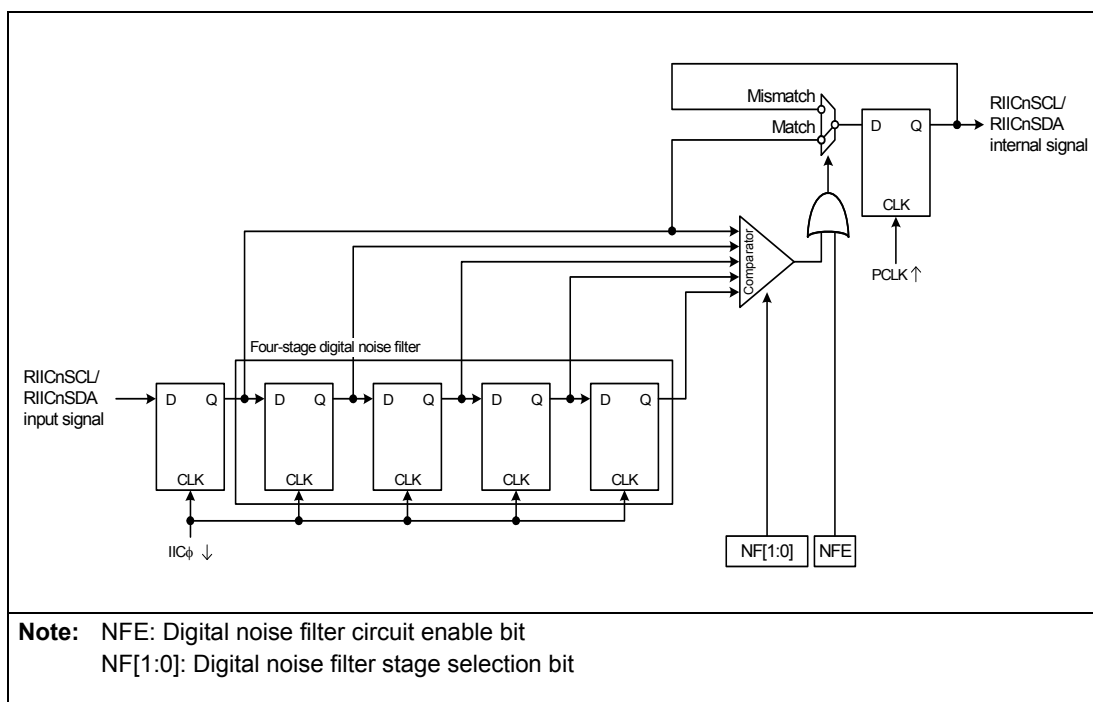 Mismatch
Match
D Q
CLK
PCLK ↑
RIICnSCL/
RIICnSDA
internal signal
Comparator
Four-stage digital noise filter
RIICnSCL/
RIICnSDA
input signal
D Q
CLK
D Q
CLK
D Q
CLK
D Q
CLK
D Q
CLK
IICϕ ↓
NF[1:0]
NFE
Note: NFE: Digital noise filter circuit enable bit
NF[1:0]: Digital noise filter stage selection bit